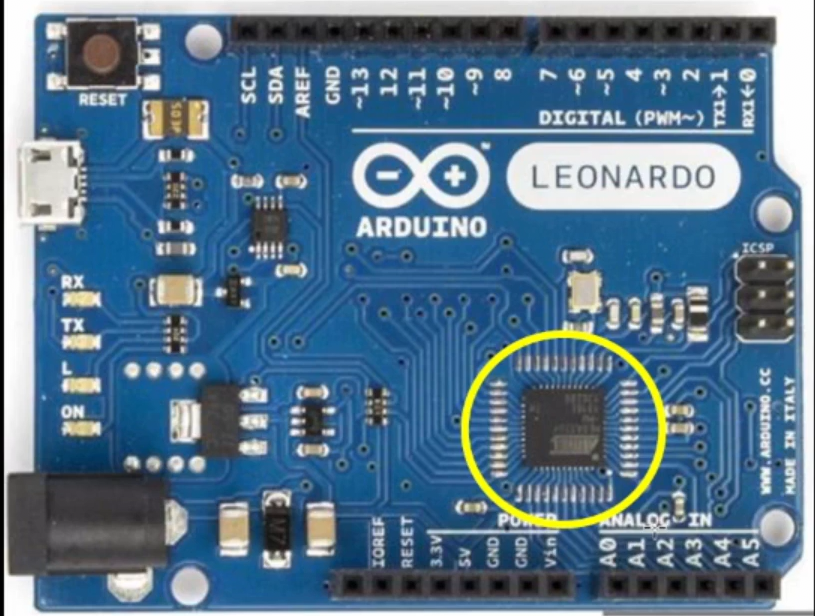 RESET
SCL
SDA
AREF
GND
~13
12
~11
~10
~9
8
7
~6
~5
4
~3
2
TX1→1
RX1←0
DIGITAL (PWM~)
ARDUINO
LEONARDO
ICSP
RX
TX
L
ON
WWW.ARDUINO.CC
MADE IN ITALY
M7
POWER
ANALOG IN
IOREF
RESET
3.3V
5V
GND
GND
Vin
A0
A1
A2
A3
A4
A5